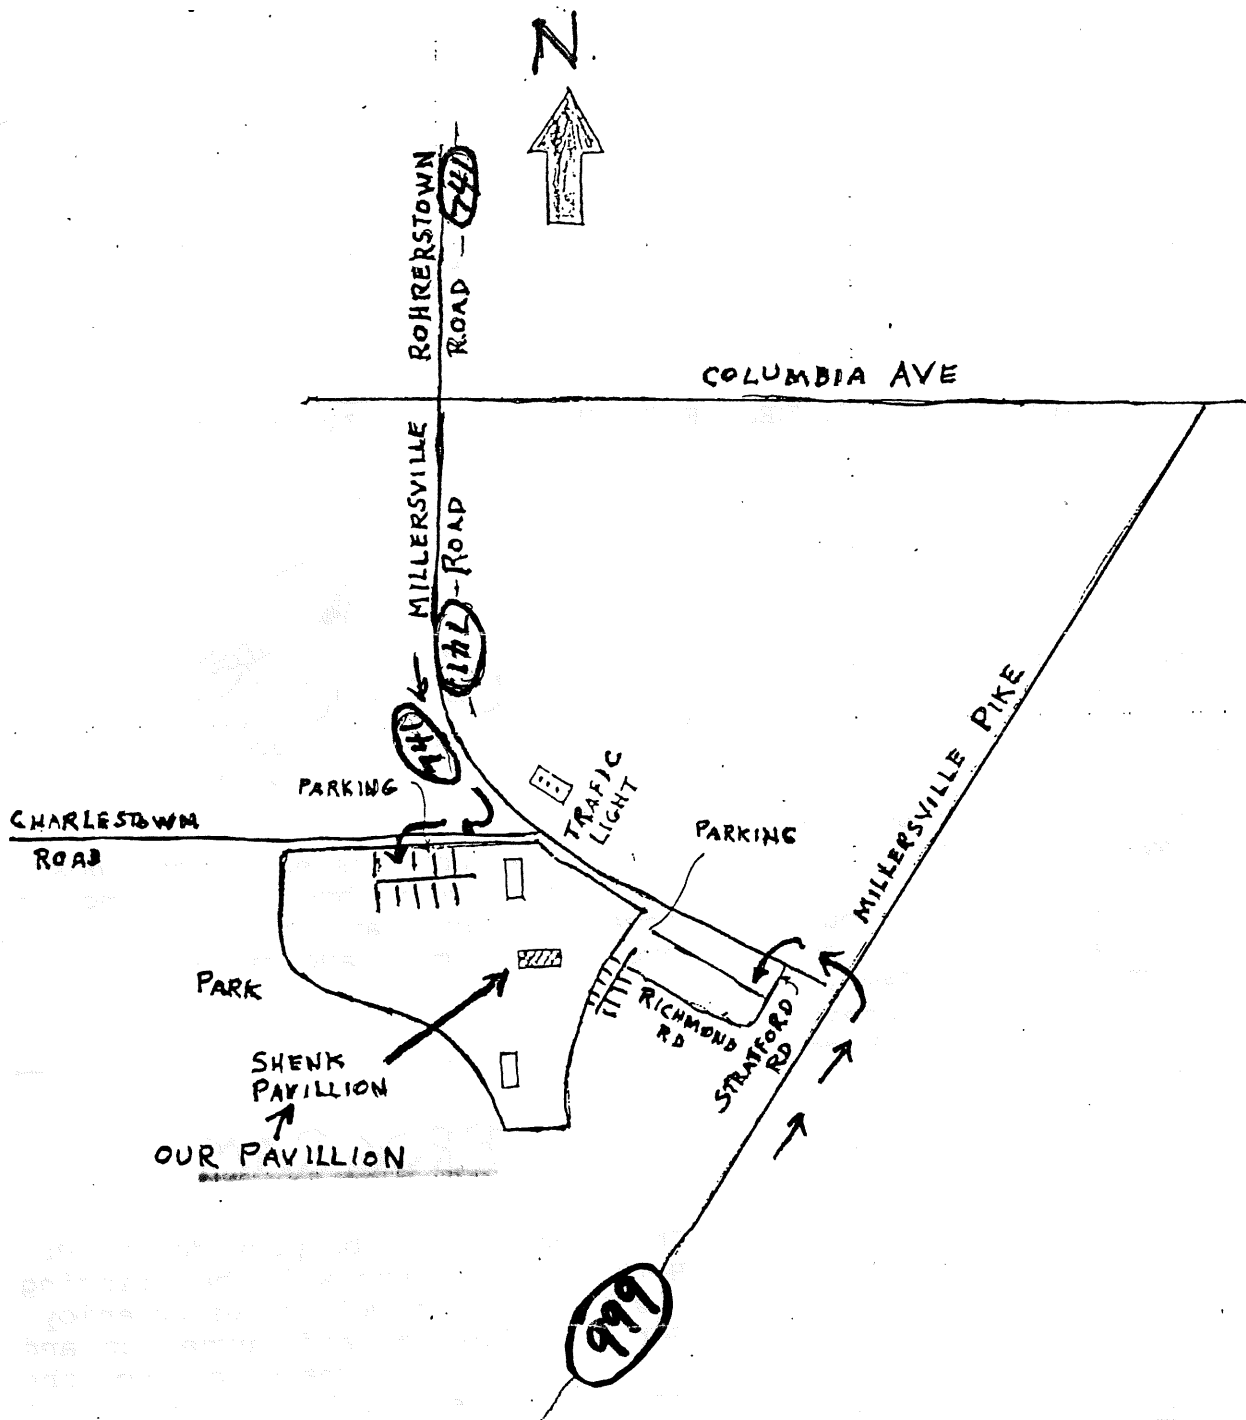 N
ROHRERSTOWN
ROAD
741
COLUMBIA AVE
MILLERSVILLE
ROAD
741
741
PARKING
TRAFIC
LIGHT
CHARLESTOWN
ROAD
PARKING
MILLERSVILLE PIKE
PARK
RICHMOND
RD
STRATFORD
RD
SHENK
PAVILLION
OUR PAVILLION
999